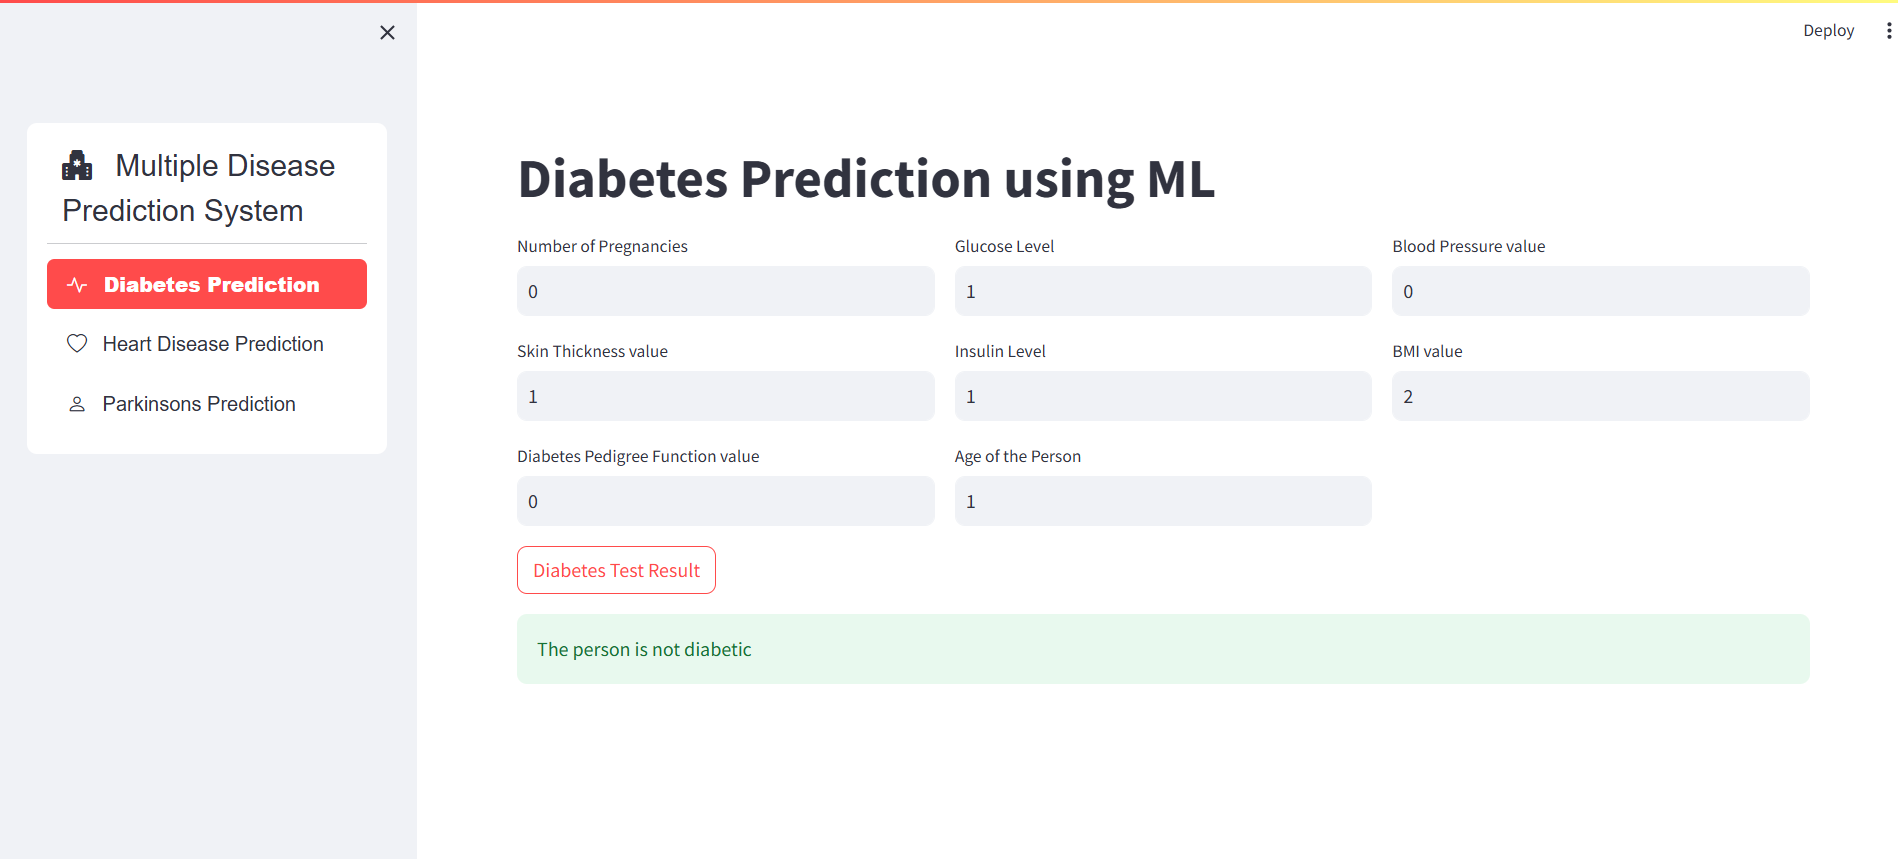 Deploy
Multiple Disease
Prediction System
Diabetes Prediction
Heart Disease Prediction
Parkinsons Prediction
Diabetes Prediction using ML
Number of Pregnancies
0
Glucose Level
1
Blood Pressure value
0
Skin Thickness value
1
Insulin Level
1
BMI value
2
Diabetes Pedigree Function value
0
Age of the Person
1
Diabetes Test Result
The person is not diabetic